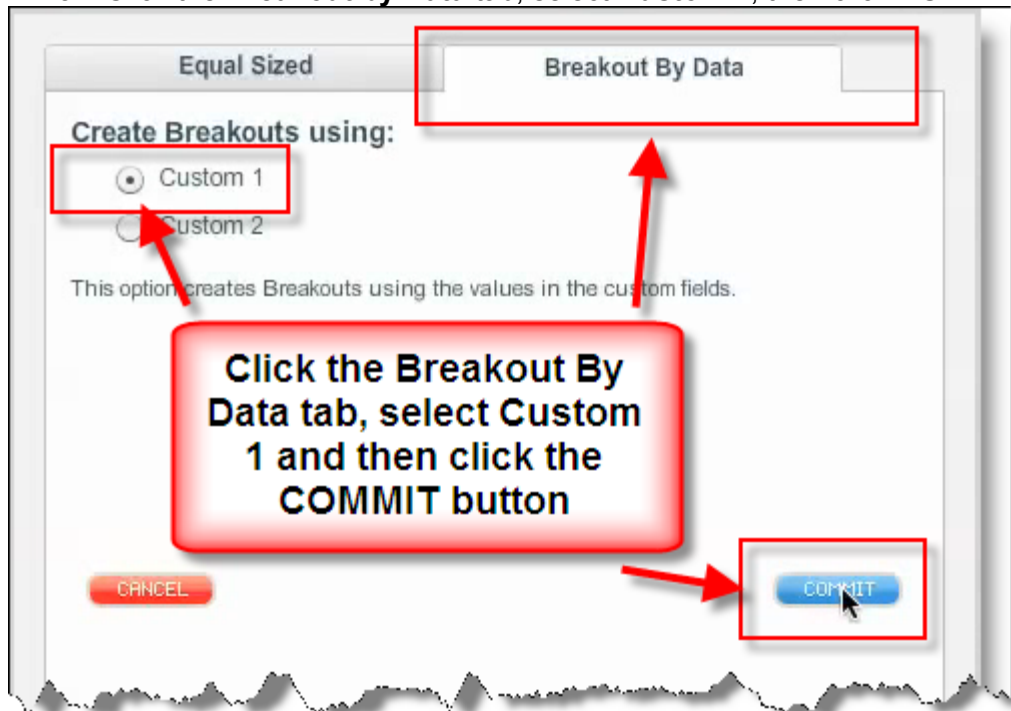 Equal Sized
Breakout By Data
Create Breakouts using:
Custom 1
Custom 2
This option creates Breakouts using the values in the custom fields.
Click the Breakout By
Data tab, select Custom
1 and then click the
COMMIT button
CANCEL
COMMIT